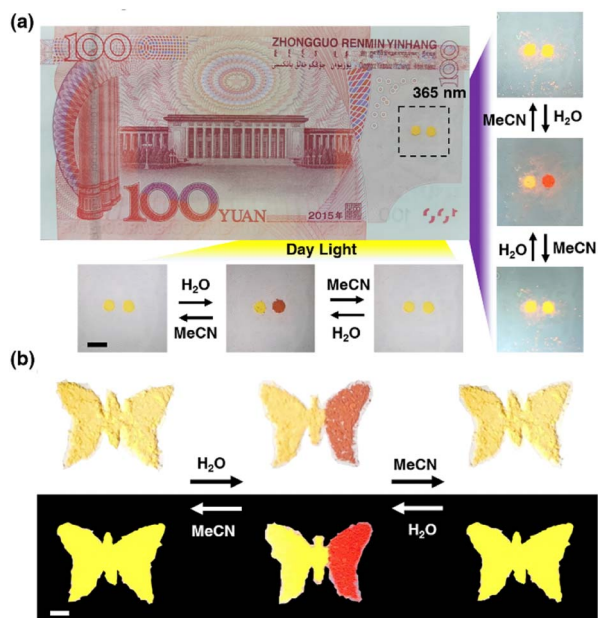 (a)
100
ZHONGGUO RENMIN YINHANG
100
365 nm
100 YUAN
2015年
MeCN
H₂O
H₂O
MeCN
Day Light
H₂O
MeCN
MeCN
H₂O
(b)
H₂O
MeCN
MeCN
H₂O